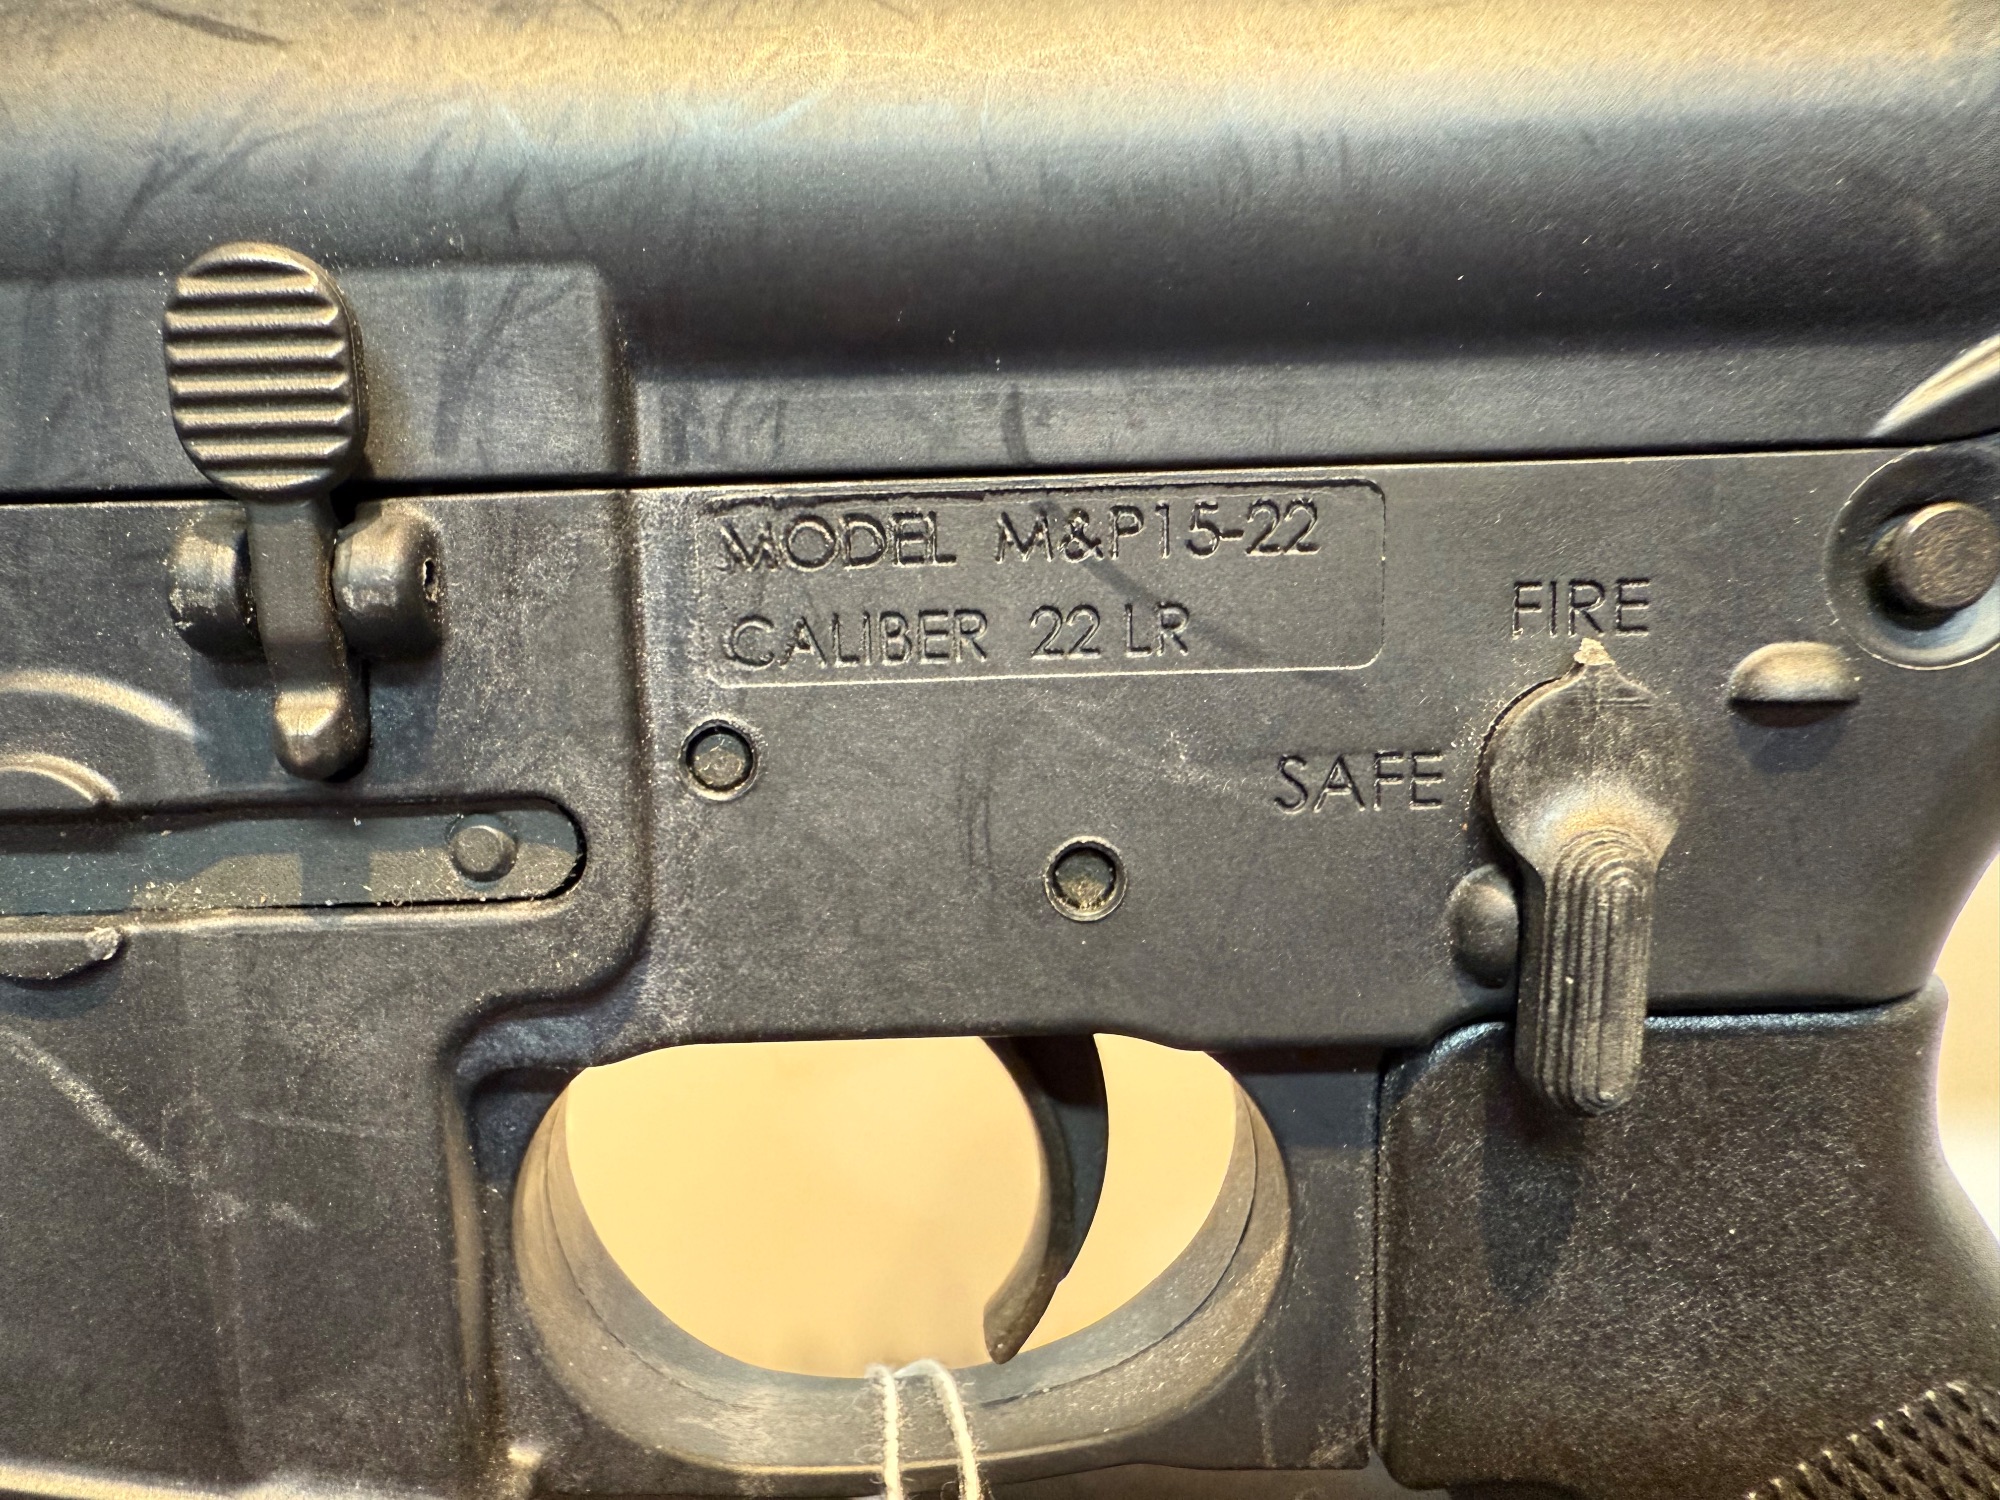 MODEL M&P15-22
CALIBER 22 LR
FIRE
SAFE